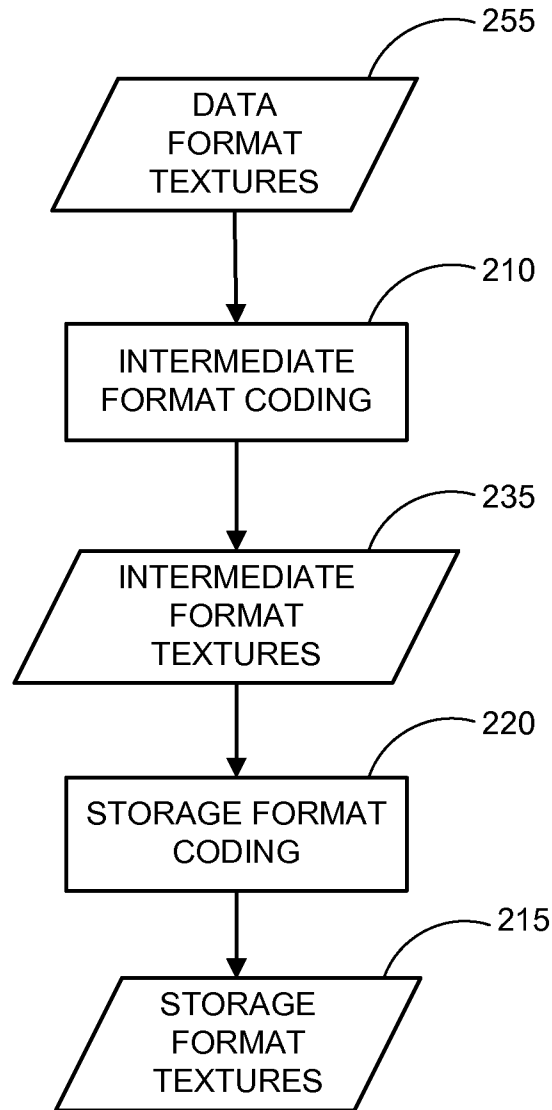 255
DATA
FORMAT
TEXTURES
210
INTERMEDIATE
FORMAT CODING
235
INTERMEDIATE
FORMAT
TEXTURES
220
STORAGE FORMAT
CODING
215
STORAGE
FORMAT
TEXTURES